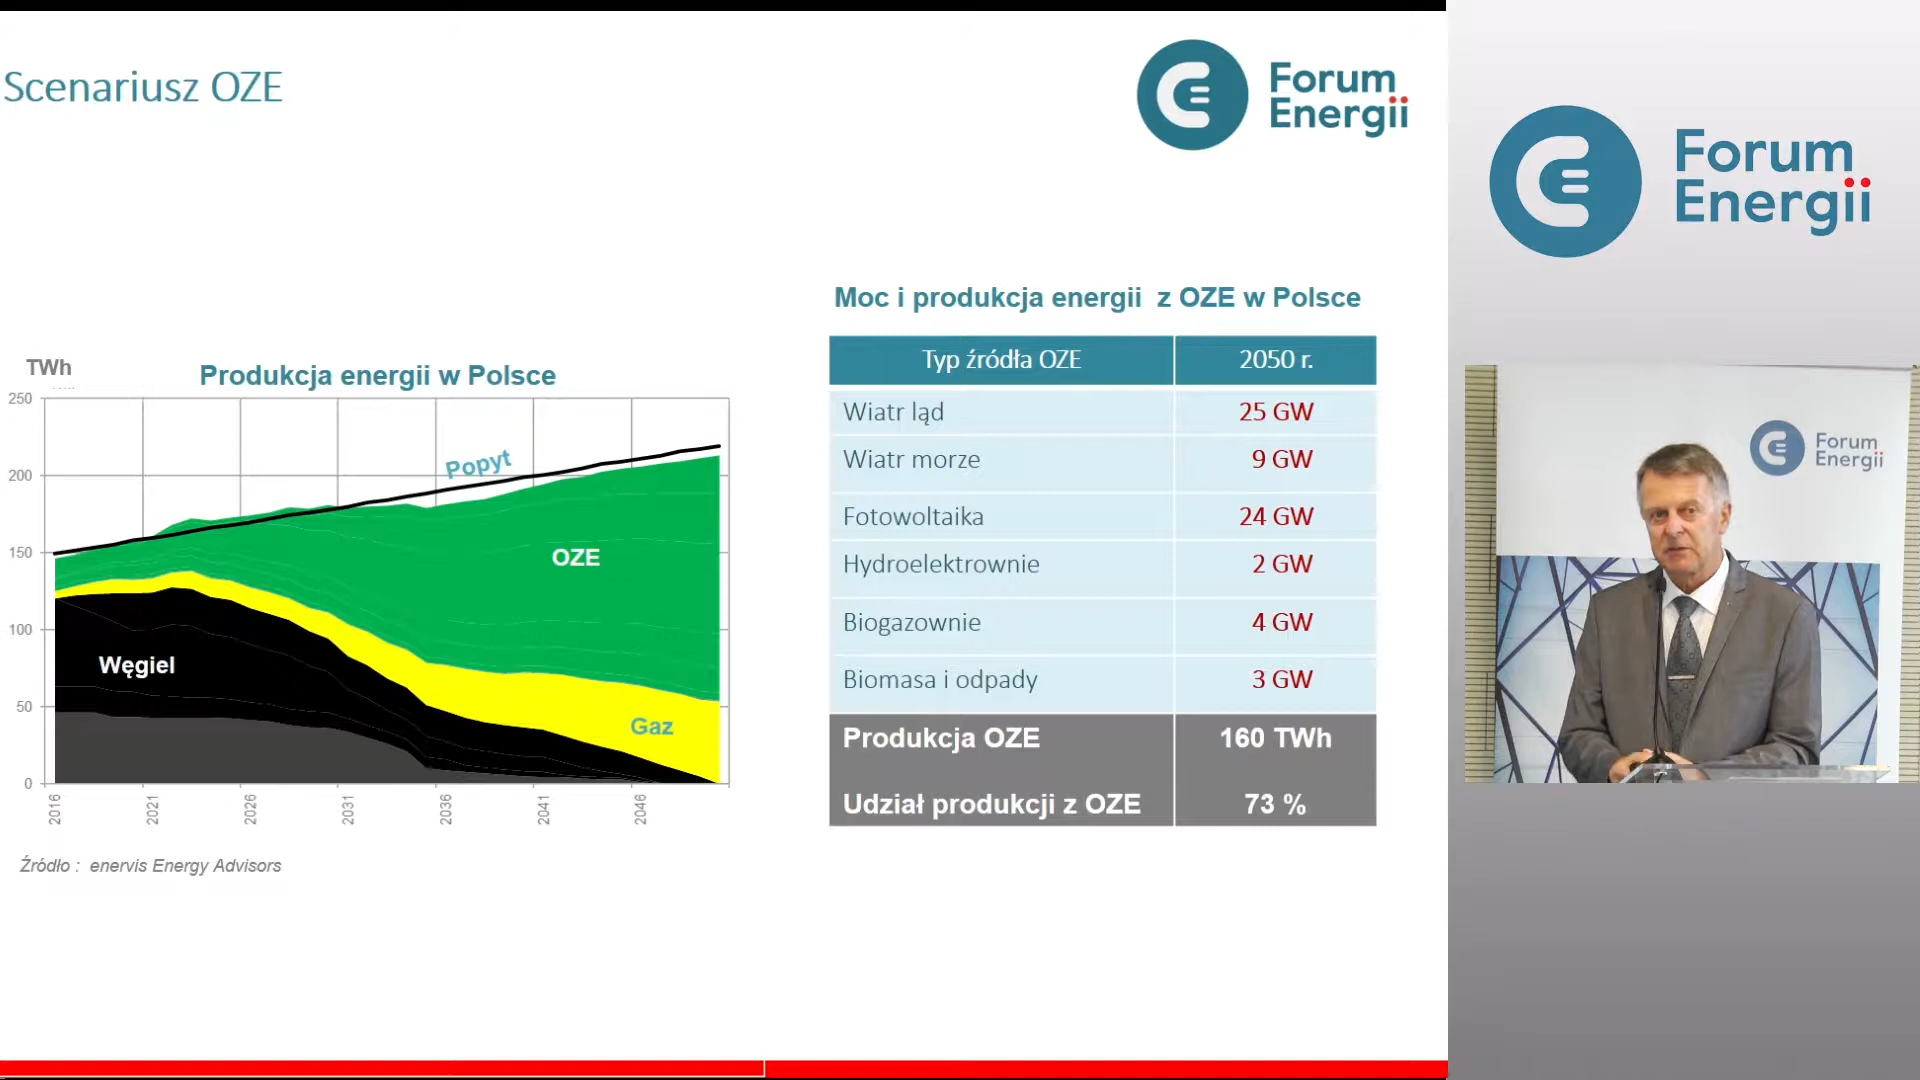 Scenariusz OZE
Forum
Energii
Moc i produkcja energii z OZE w Polsce
TWh
Produkcja energii w Polsce
250
200
150
100
50
0
Popyt
OZE
Węgiel
Gaz
2016
2021
2026
2031
2036
2041
2046
Źródło : enervis Energy Advisors
Typ źródła OZE 2050 r.
Wiatr ląd 25 GW
Wiatr morze 9 GW
Fotowoltaika 24 GW
Hydroelektrownie 2 GW
Biogazownie 4 GW
Biomasa i odpady 3 GW
Produkcja OZE 160 TWh
Udział produkcji z OZE 73 %
Forum
Energii
Forum
Energii